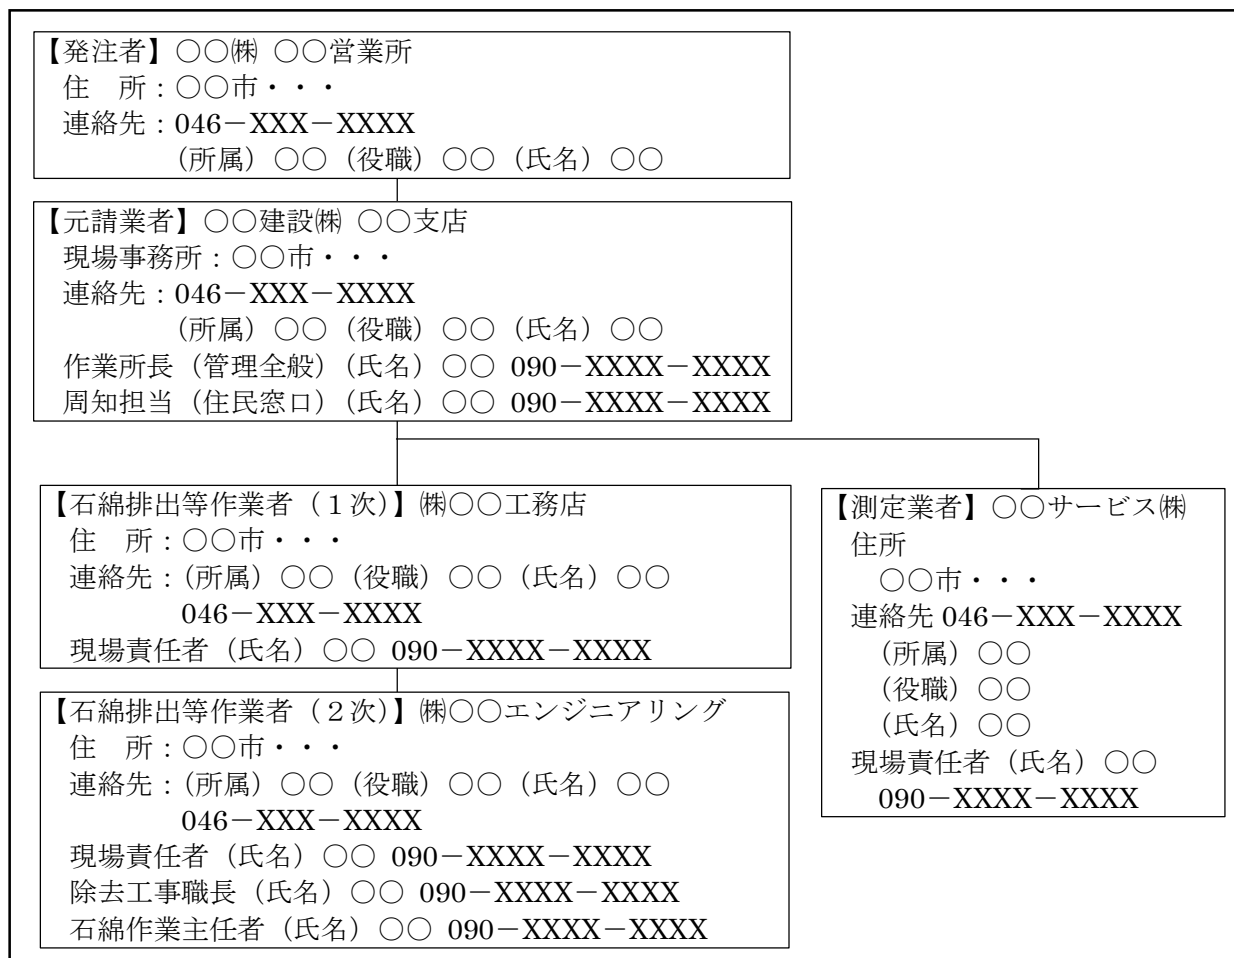 【発注者】○○㈱ ○○営業所
住　所：○○市・・・
連絡先：046－XXX－XXXX
（所属）○○（役職）○○（氏名）○○
【元請業者】○○建設㈱ ○○支店
現場事務所：○○市・・・
連絡先：046－XXX－XXXX
（所属）○○（役職）○○（氏名）○○
作業所長（管理全般）（氏名）○○ 090－XXXX－XXXX
周知担当（住民窓口）（氏名）○○ 090－XXXX－XXXX
【石綿排出等作業者（１次）】㈱○○工務店
住　所：○○市・・・
連絡先：（所属）○○（役職）○○（氏名）○○
046－XXX－XXXX
現場責任者（氏名）○○ 090－XXXX－XXXX
【石綿排出等作業者（２次）】㈱○○エンジニアリング
住　所：○○市・・・
連絡先：（所属）○○（役職）○○（氏名）○○
046－XXX－XXXX
現場責任者（氏名）○○ 090－XXXX－XXXX
除去工事職長（氏名）○○ 090－XXXX－XXXX
石綿作業主任者（氏名）○○ 090－XXXX－XXXX
【測定業者】○○サービス㈱
住所
○○市・・・
連絡先 046－XXX－XXXX
（所属）○○
（役職）○○
（氏名）○○
現場責任者（氏名）○○
090－XXXX－XXXX